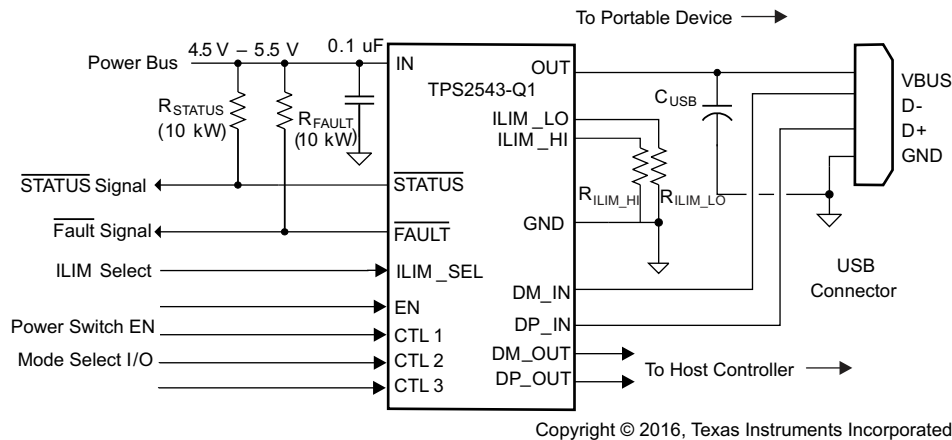 To Portable Device
4.5 V – 5.5 V
0.1 uF
Power Bus
IN
OUT
TPS2543-Q1
VBUS
D-
D+
GND
RSTATUS
(10 kW)
RFAULT
(10 kW)
CUSB
ILIM_LO
ILIM_HI
STATUS Signal
STATUS
RILIM_HI
RILIM_LO
Fault Signal
FAULT
GND
ILIM Select
ILIM_SEL
USB
Connector
EN
DM_IN
Power Switch EN
CTL 1
DP_IN
Mode Select I/O
CTL 2
DM_OUT
CTL 3
DP_OUT
To Host Controller
Copyright © 2016, Texas Instruments Incorporated